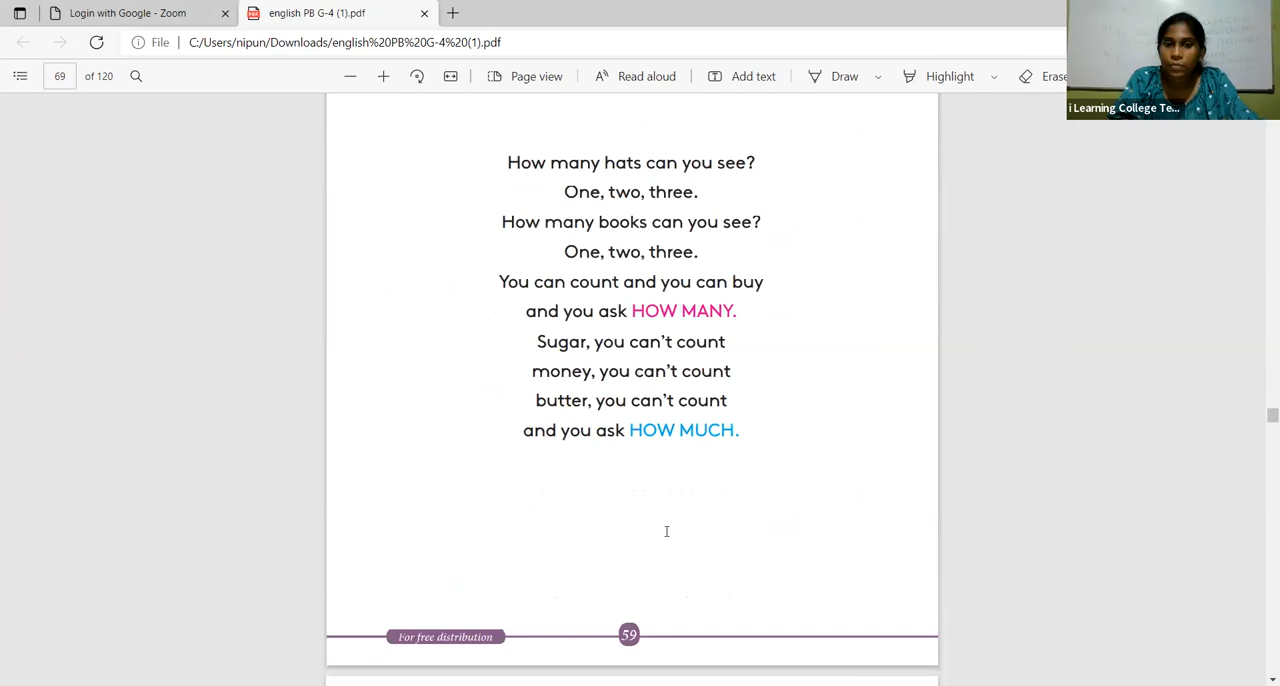 Login with Google - Zoom
english PB G-4 (1).pdf
File
C:/Users/nipun/Downloads/english%20PB%20G-4%20(1).pdf
69 of 120
Page view
Read aloud
Add text
Draw
Highlight
Erase
i Learning College Te...
How many hats can you see?
One, two, three.
How many books can you see?
One, two, three.
You can count and you can buy
and you ask HOW MANY.
Sugar, you can't count
money, you can't count
butter, you can't count
and you ask HOW MUCH.
For free distribution
59